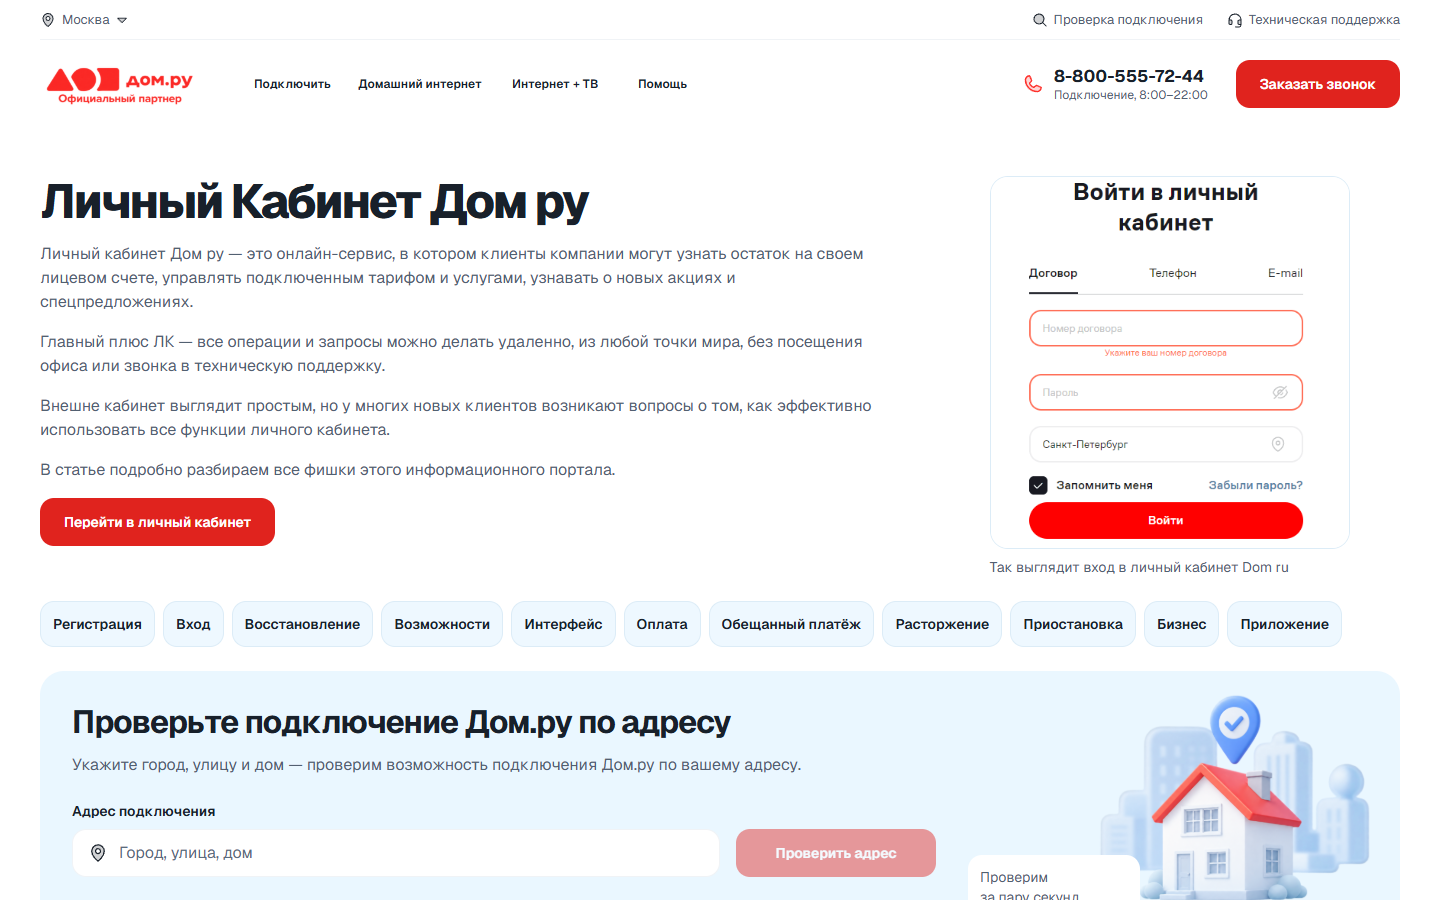 Москва
Проверка подключения
Техническая поддержка
дом.ру
Официальный партнер
Подключить
Домашний интернет
Интернет + ТВ
Помощь
8-800-555-72-44
Подключение, 8:00–22:00
Заказать звонок
Личный Кабинет Дом ру
Личный кабинет Дом ру — это онлайн-сервис, в котором клиенты компании могут узнать остаток на своем
лицевом счете, управлять подключенным тарифом и услугами, узнавать о новых акциях и
спецпредложениях.
Главный плюс ЛК — все операции и запросы можно делать удаленно, из любой точки мира, без посещения
офиса или звонка в техническую поддержку.
Внешне кабинет выглядит простым, но у многих новых клиентов возникают вопросы о том, как эффективно
использовать все функции личного кабинета.
В статье подробно разбираем все фишки этого информационного портала.
Перейти в личный кабинет
Войти в личный
кабинет
Договор
Телефон
E-mail
Номер договора
Укажите ваш номер договора
Пароль
Санкт-Петербург
Запомнить меня
Забыли пароль?
Войти
Так выглядит вход в личный кабинет Dom ru
Регистрация
Вход
Восстановление
Возможности
Интерфейс
Оплата
Обещанный платёж
Расторжение
Приостановка
Бизнес
Приложение
Проверьте подключение Дом.ру по адресу
Укажите город, улицу и дом — проверим возможность подключения Дом.ру по вашему адресу.
Адрес подключения
Город, улица, дом
Проверить адрес
Проверим
за пару секунд